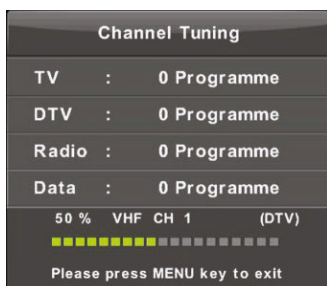 Channel Tuning
TV : 0 Programme
DTV : 0 Programme
Radio : 0 Programme
Data : 0 Programme
50 % VHF CH 1 (DTV)
Please press MENU key to exit